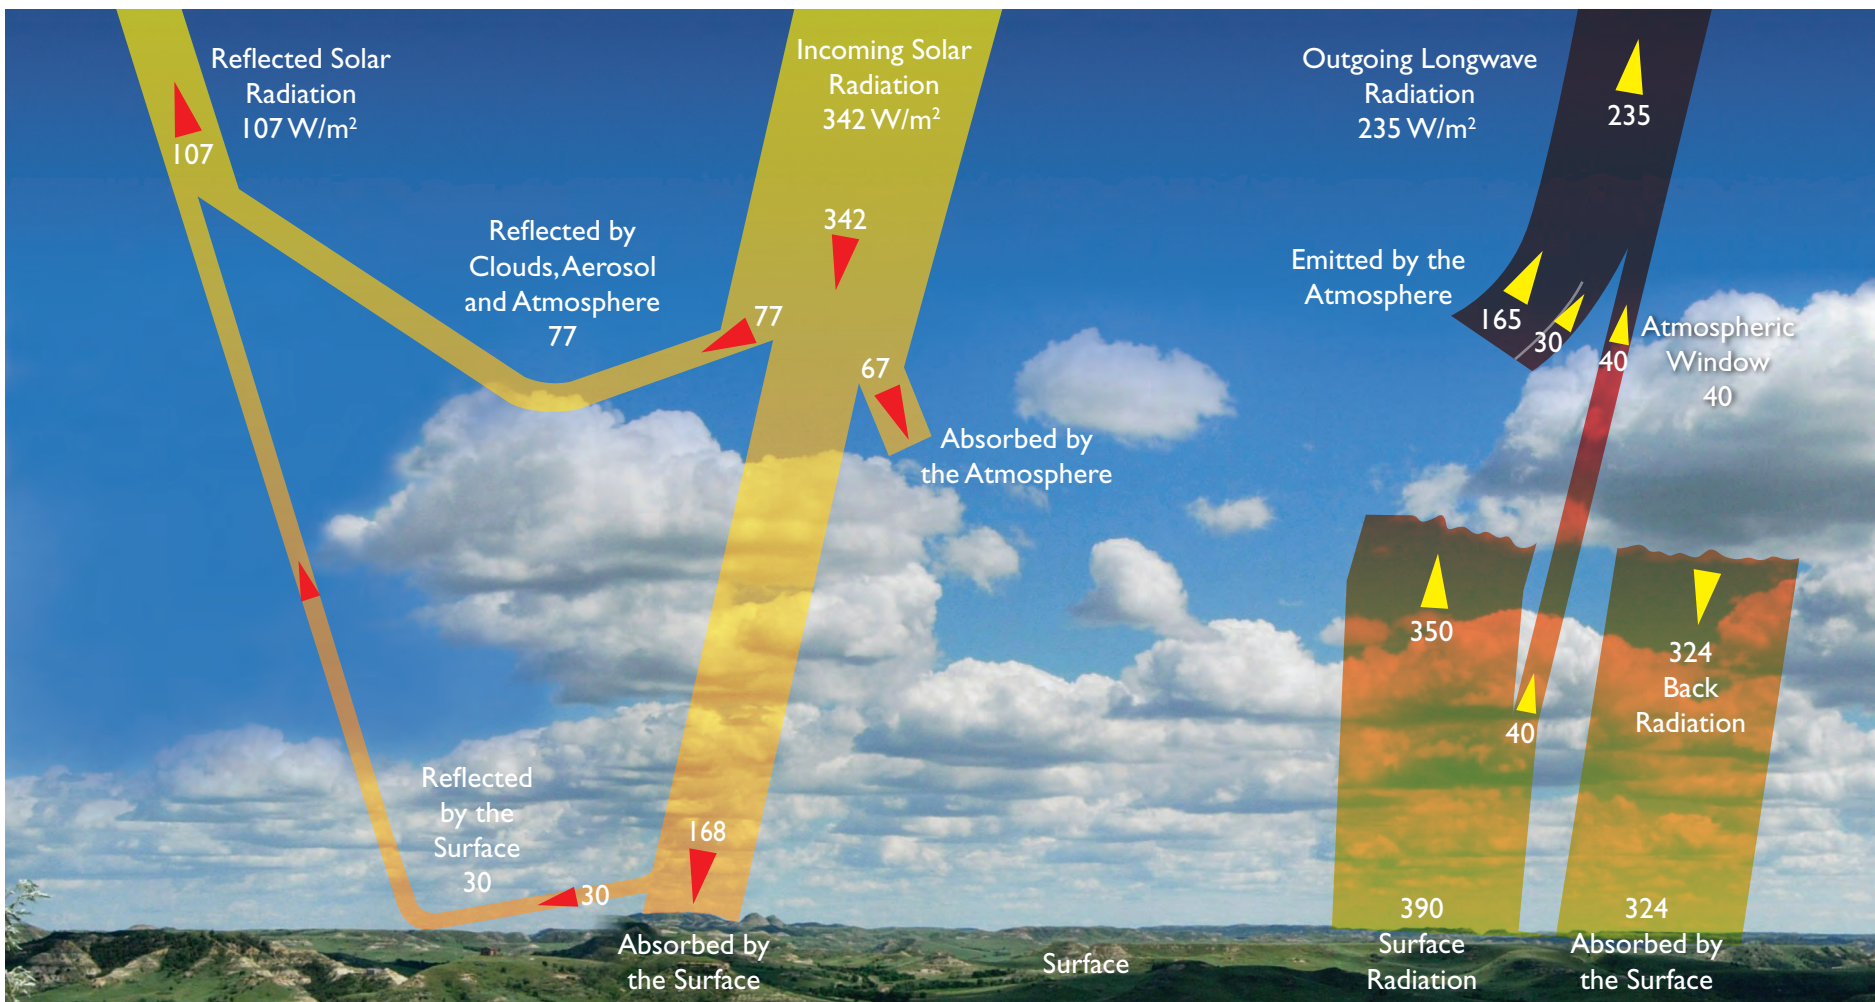 Reflected Solar
Radiation
107 W/m²
107
Incoming Solar
Radiation
342 W/m²
342
Outgoing Longwave
Radiation
235 W/m²
235
Reflected by
Clouds, Aerosol
and Atmosphere
77
77
67
Absorbed by
the Atmosphere
Emitted by the
Atmosphere
165
30
40
Atmospheric
Window
40
350
40
324
Back
Radiation
Reflected
by the
Surface
30
30
168
Absorbed by
the Surface
Surface
390
Surface
Radiation
324
Absorbed by
the Surface